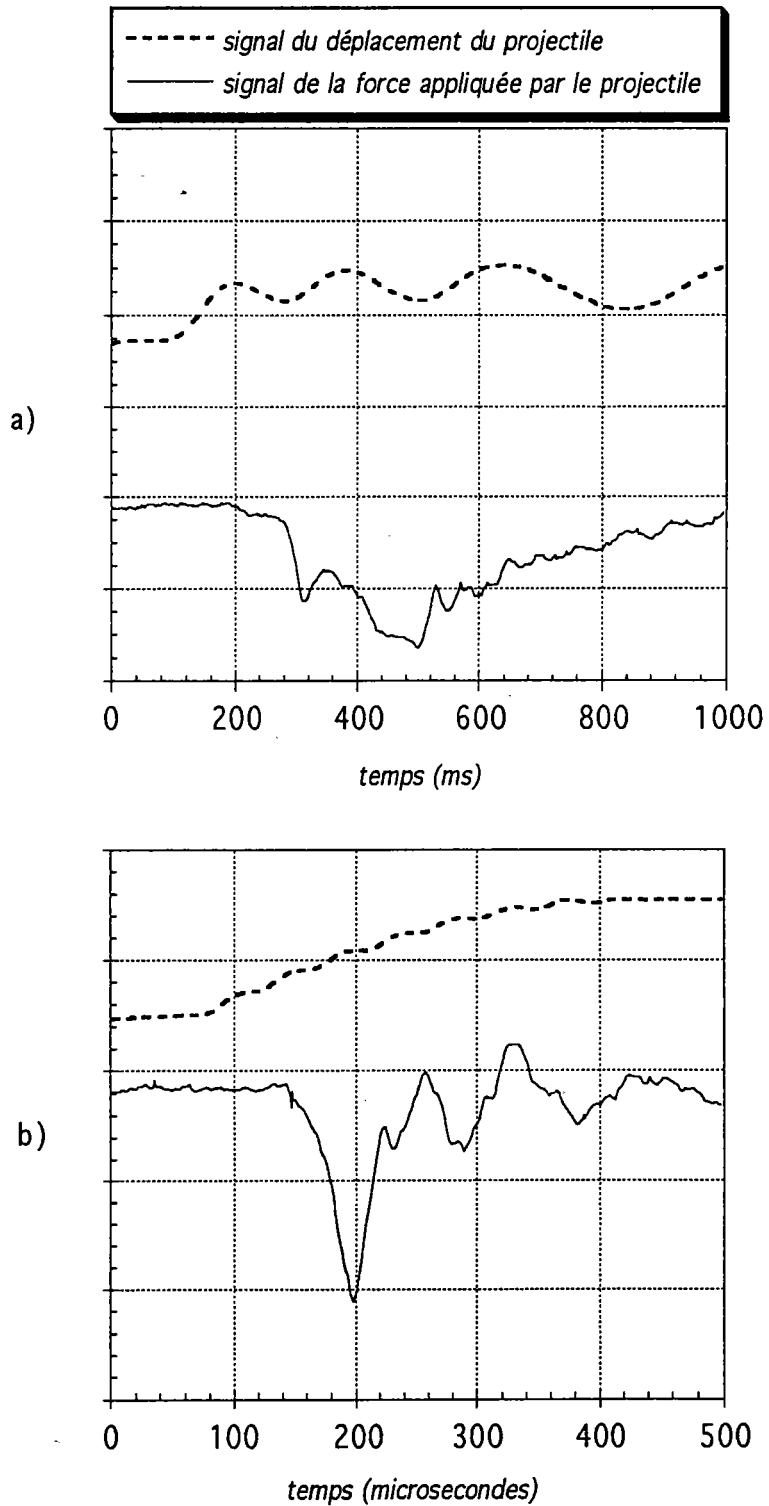 signal du déplacement du projectile
signal de la force appliquée par le projectile
a)
0 200 400 600 800 1000
temps (ms)
b)
0 100 200 300 400 500
temps (microsecondes)